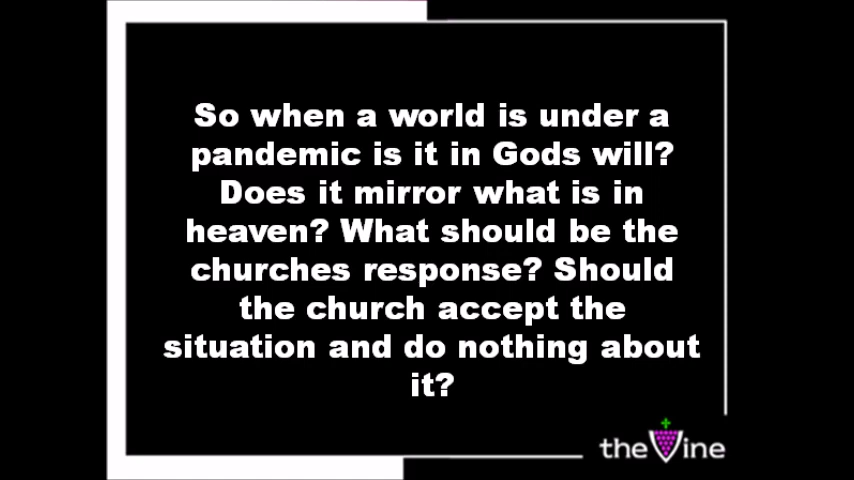 So when a world is under a
pandemic is it in Gods will?
Does it mirror what is in
heaven? What should be the
churches response? Should
the church accept the
situation and do nothing about
it?
theVine